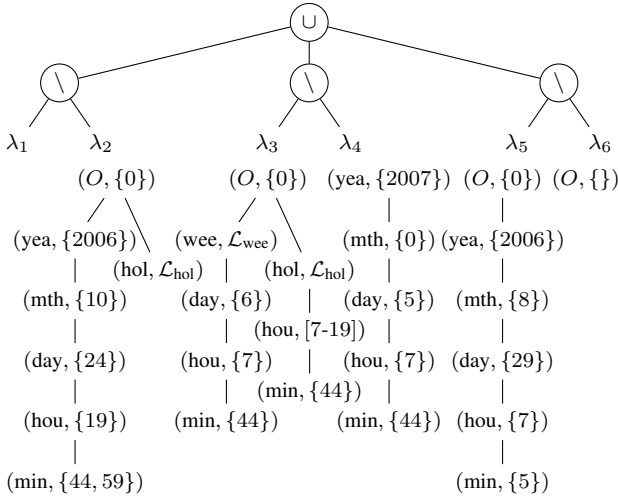 ∪
\ \ \
λ1 λ2 λ3 λ4 λ5 λ6
(O, {0}) (O, {0}) (yea, {2007}) (O, {0}) (O, {})
(yea, {2006}) (wee, ℒwee) (mth, {0}) (yea, {2006})
(hol, ℒhol) (hol, ℒhol)
(mth, {10}) (day, {6}) (day, {5}) (mth, {8})
(hou, [7-19])
(day, {24}) (hou, {7}) (hou, {7}) (day, {29})
(min, {44})
(hou, {19}) (min, {44}) (min, {44}) (hou, {7})
(min, {44, 59}) (min, {5})